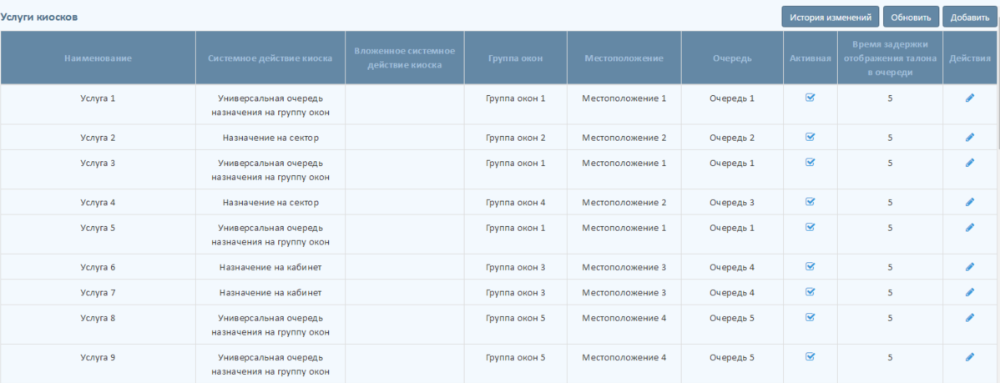 Услуги киосков
История изменений
Обновить
Добавить
Наименование
Системное действие киоска
Вложенное системное
действие киоска
Группа окон
Местоположение
Очередь
Активная
Время задержки
отображения талона
в очереди
Действия
Услуга 1
Универсальная очередь
назначения на группу окон
Группа окон 1
Местоположение 1
Очередь 1
5
Услуга 2
Назначение на сектор
Группа окон 2
Местоположение 2
Очередь 2
5
Услуга 3
Универсальная очередь
назначения на группу окон
Группа окон 1
Местоположение 1
Очередь 1
5
Услуга 4
Назначение на сектор
Группа окон 4
Местоположение 2
Очередь 3
5
Услуга 5
Универсальная очередь
назначения на группу окон
Группа окон 1
Местоположение 1
Очередь 1
5
Услуга 6
Назначение на кабинет
Группа окон 3
Местоположение 3
Очередь 4
5
Услуга 7
Назначение на кабинет
Группа окон 3
Местоположение 3
Очередь 4
5
Услуга 8
Универсальная очередь
назначения на группу окон
Группа окон 5
Местоположение 4
Очередь 5
5
Услуга 9
Универсальная очередь
назначения на группу окон
Группа окон 5
Местоположение 4
Очередь 5
5